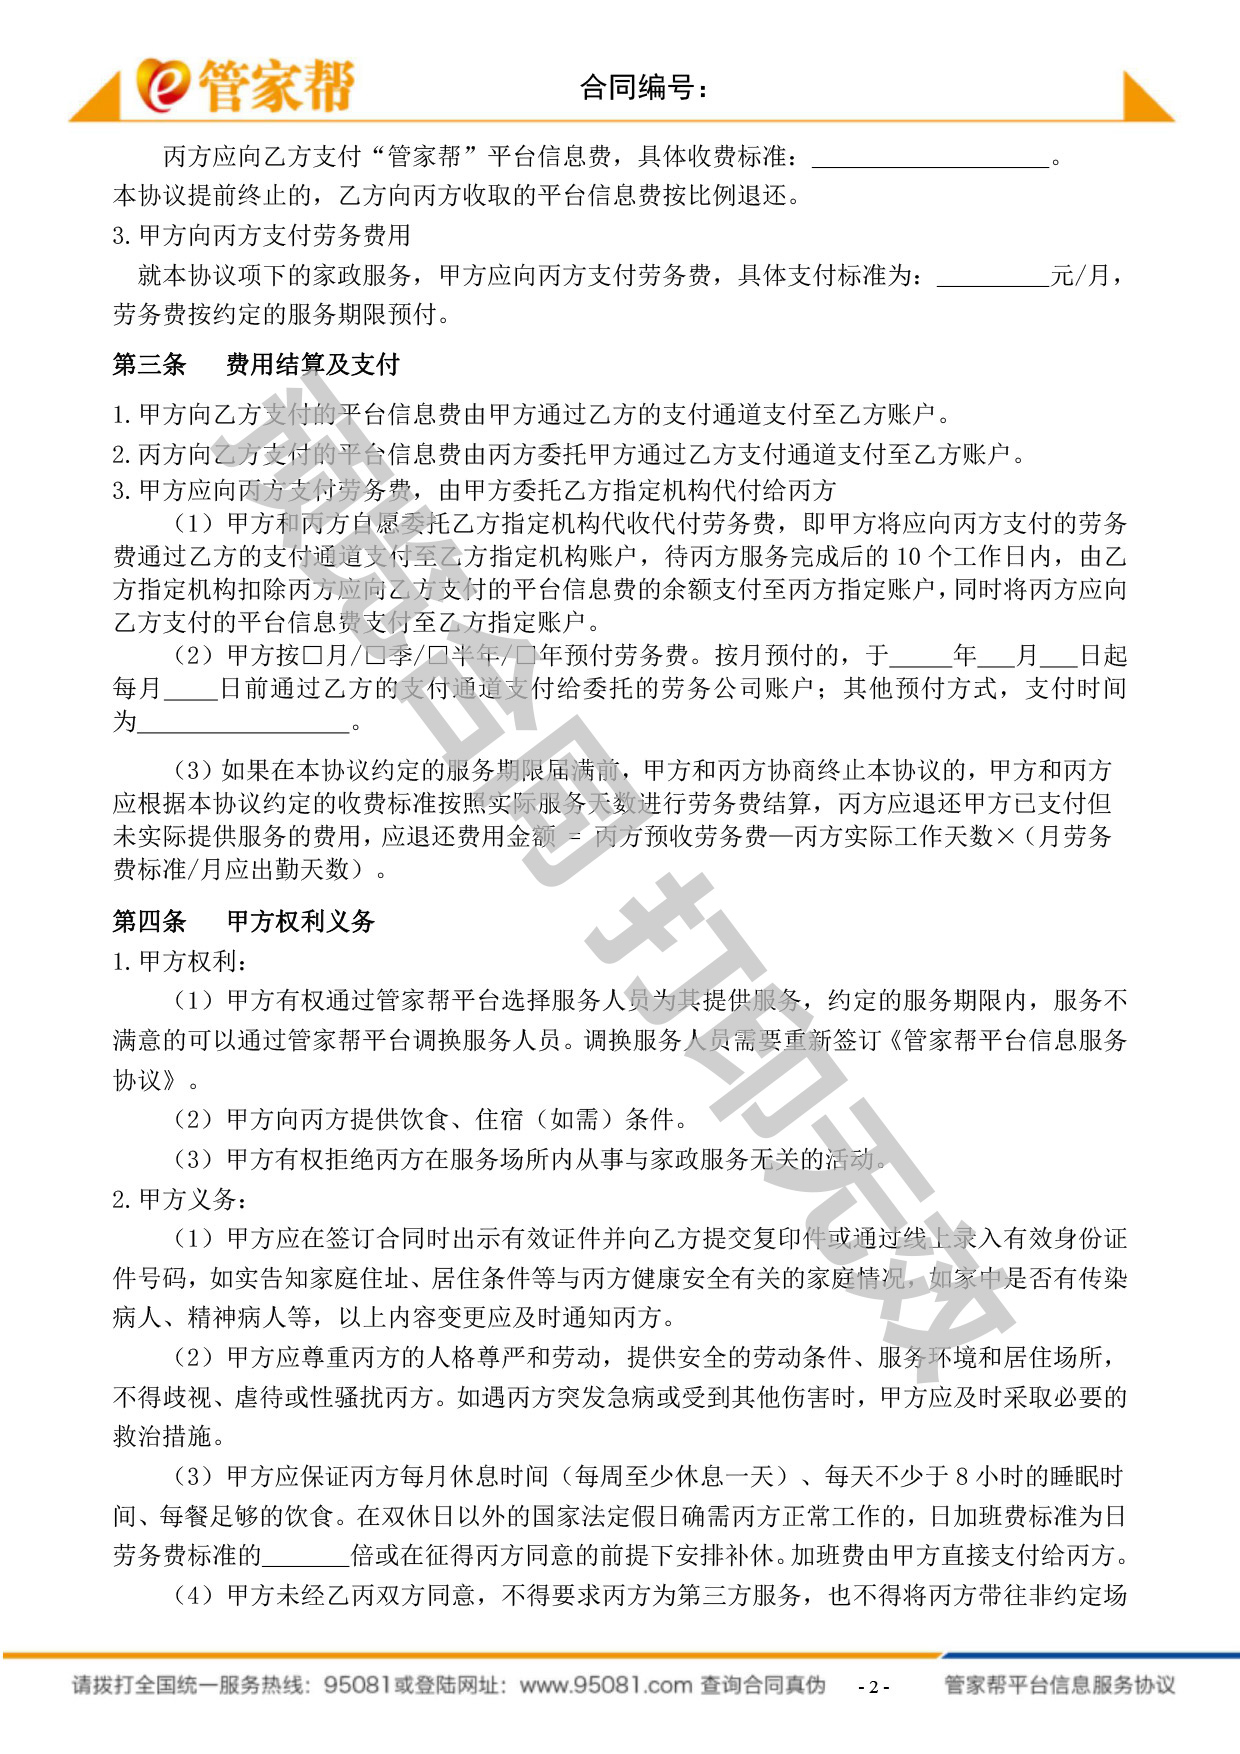 管家帮
合同编号：
丙方应向乙方支付“管家帮”平台信息费，具体收费标准：___________________。
本协议提前终止的，乙方向丙方收取的平台信息费按比例退还。
3.甲方向丙方支付劳务费用
就本协议项下的家政服务，甲方应向丙方支付劳务费，具体支付标准为：_________元/月，
劳务费按约定的服务期限预付。
第三条 费用结算及支付
1.甲方向乙方支付的平台信息费由甲方通过乙方的支付通道支付至乙方账户。
2.丙方向乙方支付的平台信息费由丙方委托甲方通过乙方支付通道支付至乙方账户。
3.甲方应向丙方支付劳务费，由甲方委托乙方指定机构代付给丙方
（1）甲方和丙方自愿委托乙方指定机构代收代付劳务费，即甲方将应向丙方支付的劳务
费通过乙方的支付通道支付至乙方指定机构账户，待丙方服务完成后的 10 个工作日内，由乙
方指定机构扣除丙方应向乙方支付的平台信息费的余额支付至丙方指定账户，同时将丙方应向
乙方支付的平台信息费支付至乙方指定账户。
（2）甲方按□月/□季/□半年/□年预付劳务费。按月预付的，于_____年___月___日起
每月____日前通过乙方的支付通道支付给委托的劳务公司账户；其他预付方式，支付时间
为_________________。
（3）如果在本协议约定的服务期限届满前，甲方和丙方协商终止本协议的，甲方和丙方
应根据本协议约定的收费标准按照实际服务天数进行劳务费结算，丙方应退还甲方已支付但
未实际提供服务的费用，应退还费用金额 = 丙方预收劳务费—丙方实际工作天数×（月劳务
费标准/月应出勤天数）。
第四条 甲方权利义务
1.甲方权利：
（1）甲方有权通过管家帮平台选择服务人员为其提供服务，约定的服务期限内，服务不
满意的可以通过管家帮平台调换服务人员。调换服务人员需要重新签订《管家帮平台信息服务
协议》。
（2）甲方向丙方提供饮食、住宿（如需）条件。
（3）甲方有权拒绝丙方在服务场所内从事与家政服务无关的活动。
2.甲方义务：
（1）甲方应在签订合同时出示有效证件并向乙方提交复印件或通过线上录入有效身份证
件号码，如实告知家庭住址、居住条件等与丙方健康安全有关的家庭情况，如家中是否有传染
病人、精神病人等，以上内容变更应及时通知丙方。
（2）甲方应尊重丙方的人格尊严和劳动，提供安全的劳动条件、服务环境和居住场所，
不得歧视、虐待或性骚扰丙方。如遇丙方突发急病或受到其他伤害时，甲方应及时采取必要的
救治措施。
（3）甲方应保证丙方每月休息时间（每周至少休息一天）、每天不少于 8 小时的睡眠时
间、每餐足够的饮食。在双休日以外的国家法定假日确需丙方正常工作的，日加班费标准为日
劳务费标准的_______倍或在征得丙方同意的前提下安排补休。加班费由甲方直接支付给丙方。
（4）甲方未经乙丙双方同意，不得要求丙方为第三方服务，也不得将丙方带往非约定场
预览合同 打印无效
请拨打全国统一服务热线：95081或登陆网址：www.95081.com 查询合同真伪 - 2 - 管家帮平台信息服务协议